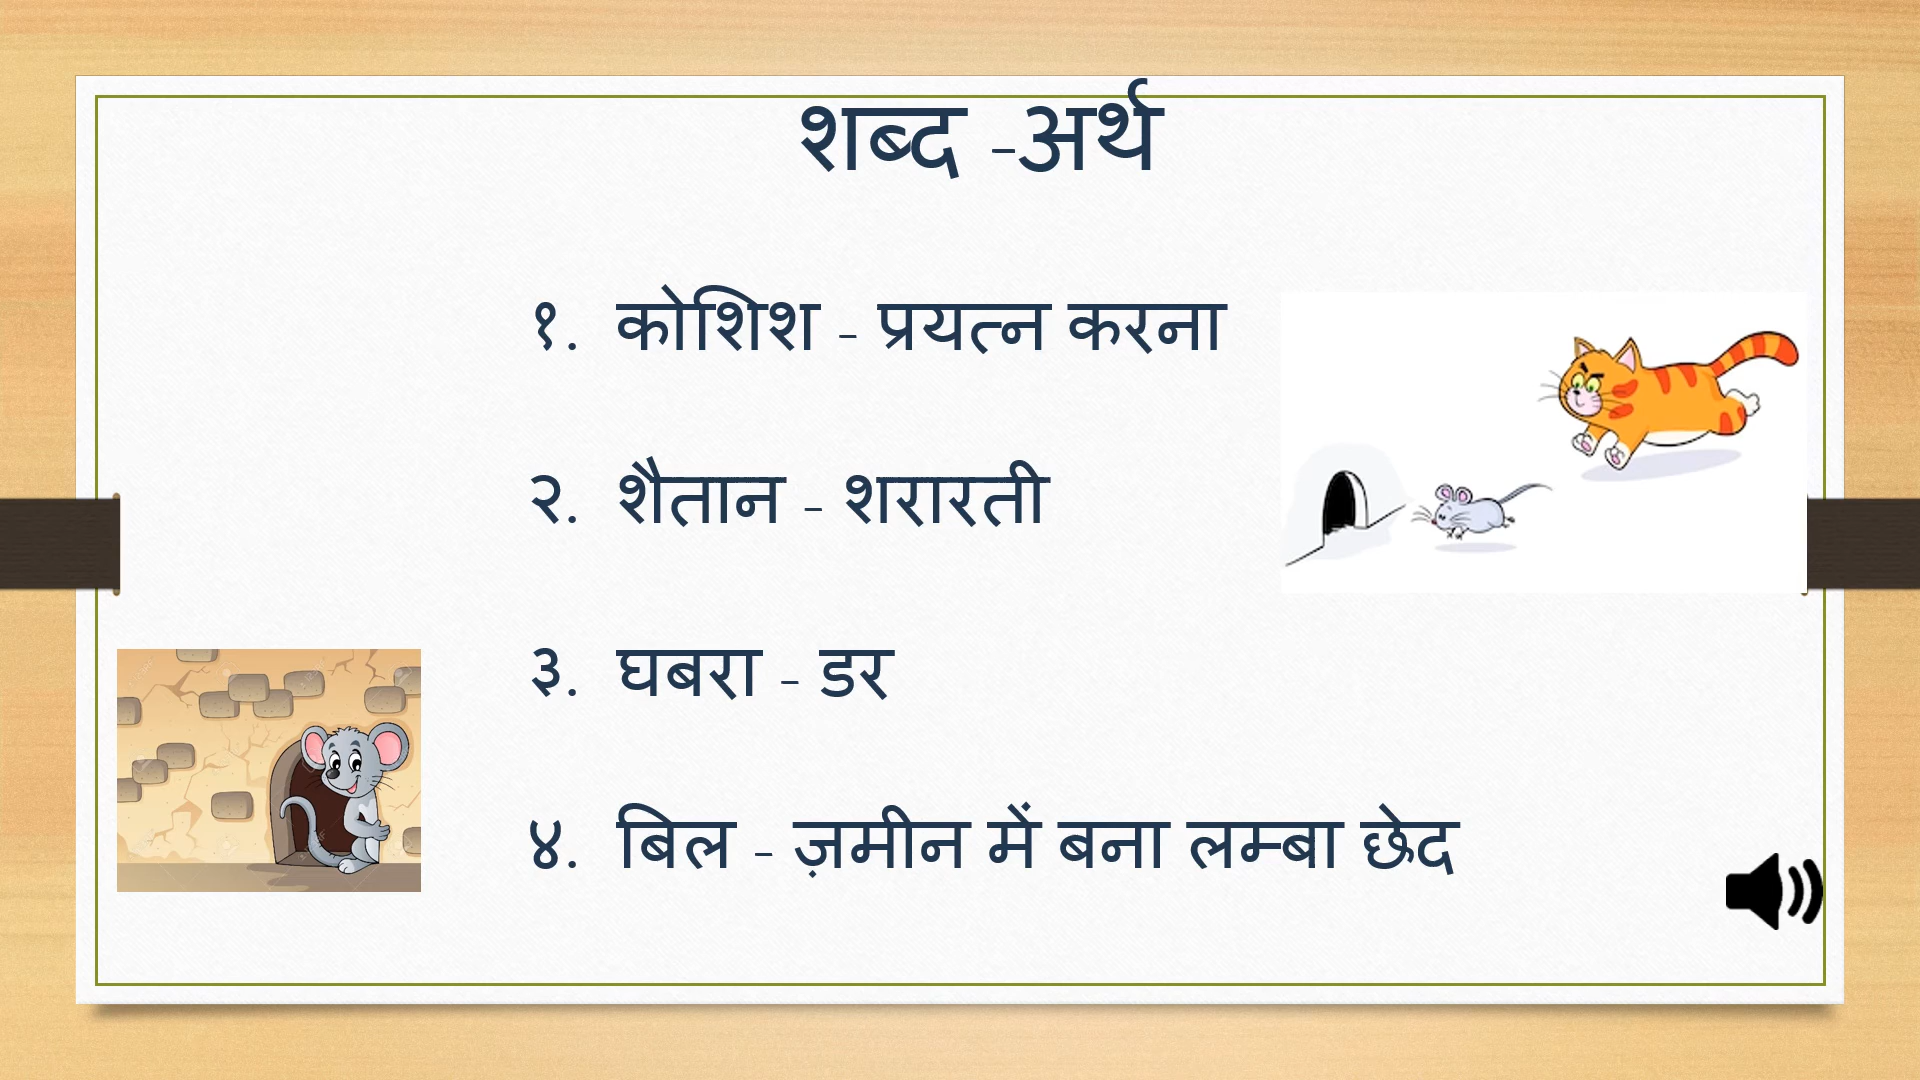 शब्द -अर्थ
१. कोशिश - प्रयत्न करना
२. शैतान - शरारती
३. घबरा - डर
४. बिल - ज़मीन में बना लम्बा छेद